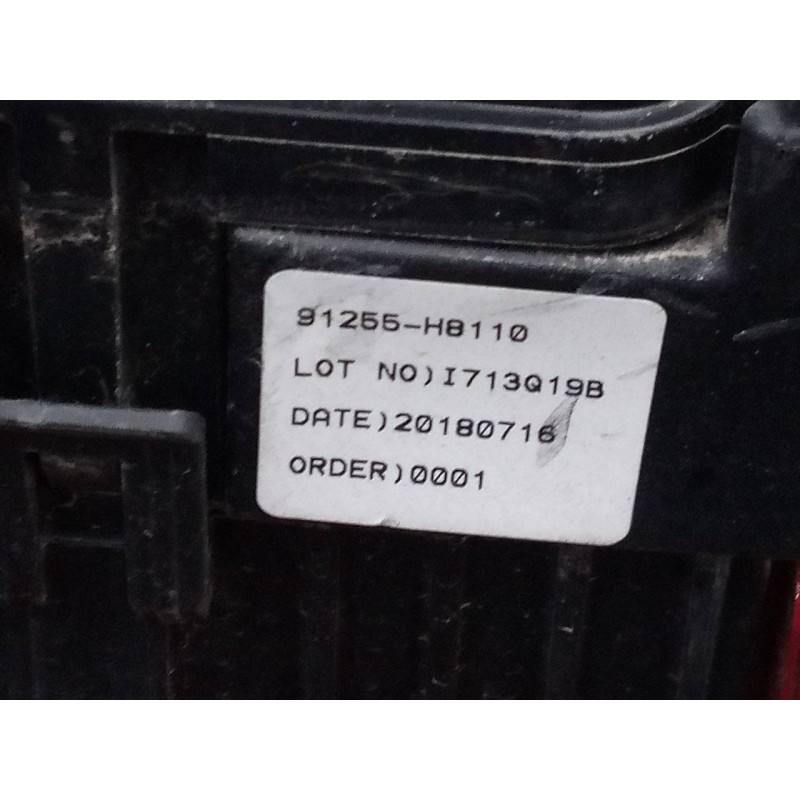 91255-H8110
LOT NO)I713Q19B
DATE)20180716
ORDER)0001